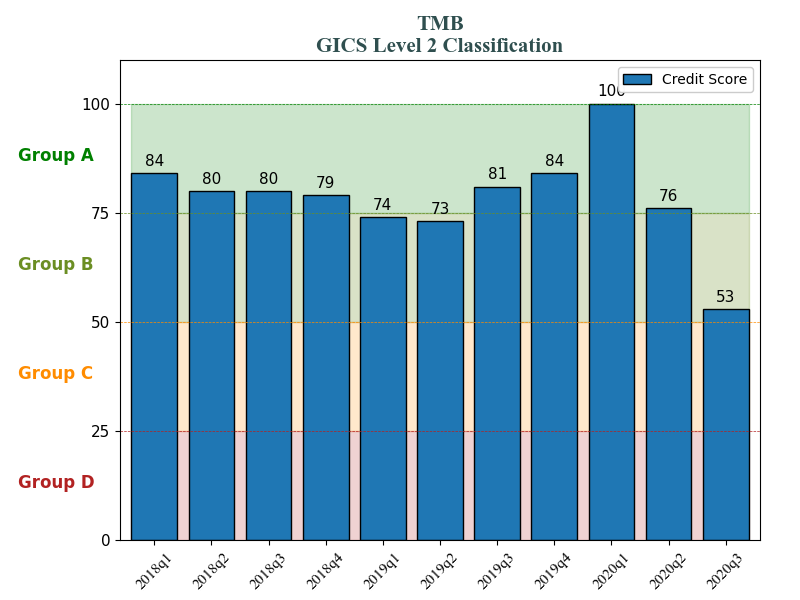 TMB
GICS Level 2 Classification
Credit Score
100
84
80
80
79
74
73
81
84
100
76
53
Group A
75
Group B
50
Group C
25
Group D
0
2018q1
2018q2
2018q3
2018q4
2019q1
2019q2
2019q3
2019q4
2020q1
2020q2
2020q3